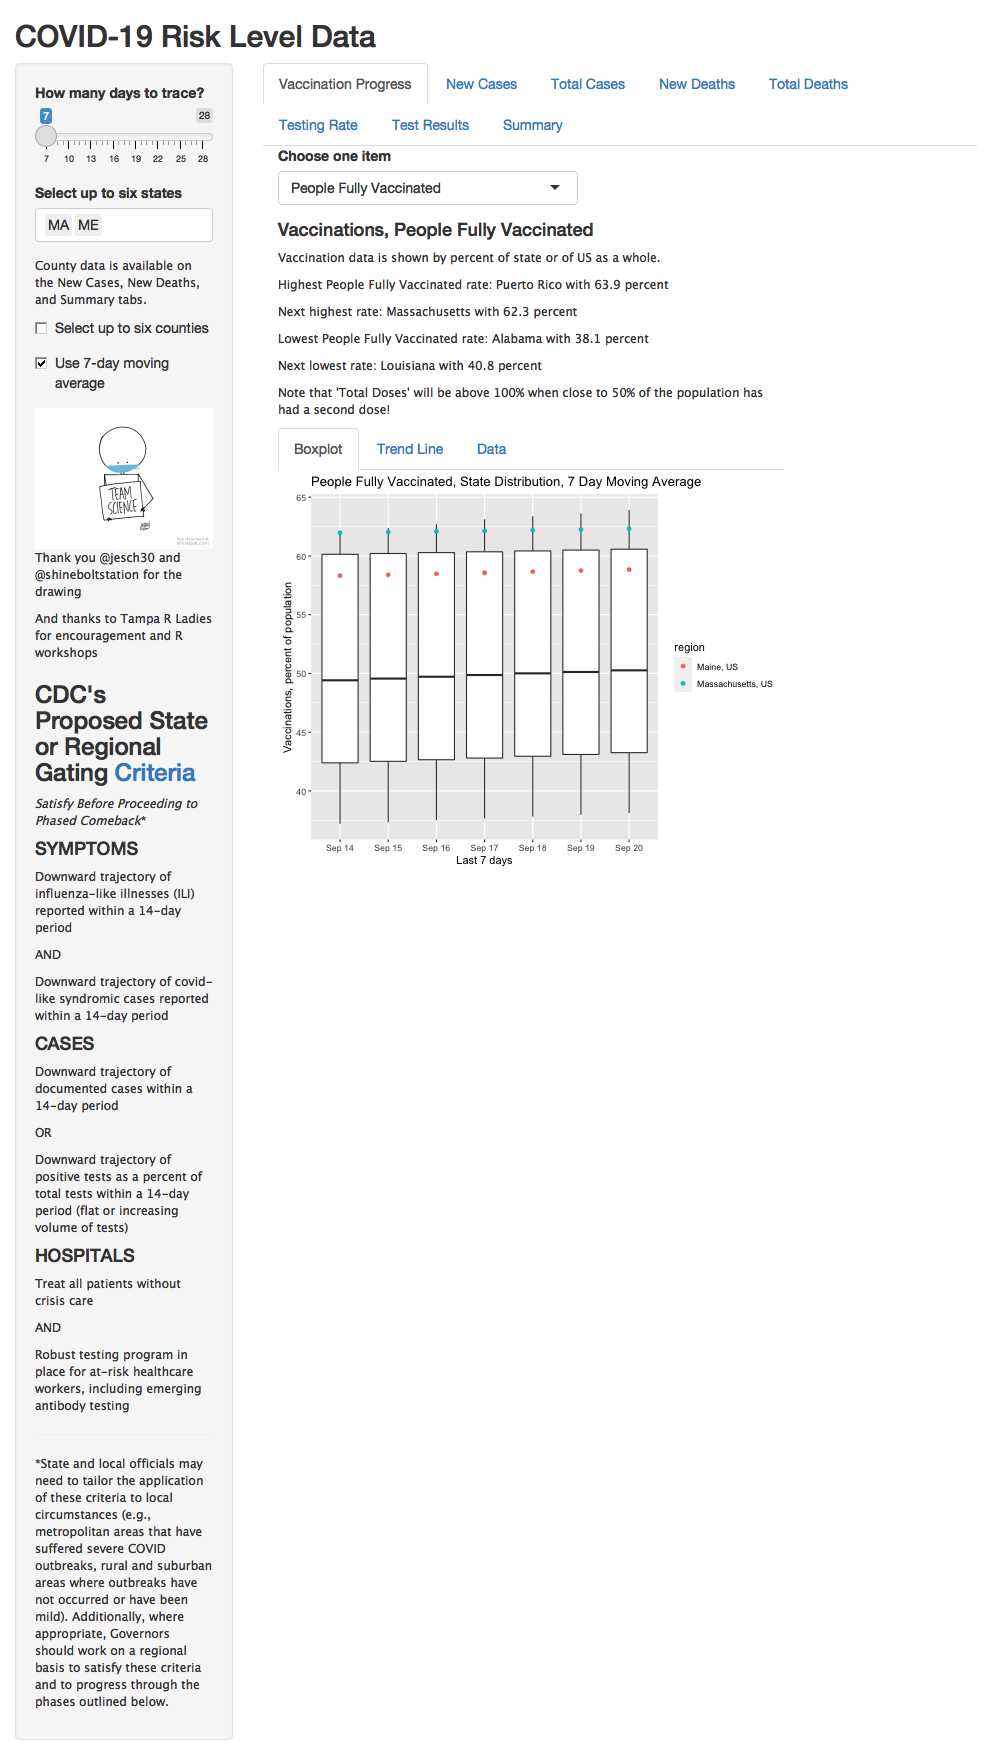 COVID-19 Risk Level Data
How many days to trace?
7
28
7 10 13 16 19 22 25 28
Select up to six states
MA ME
County data is available on
the New Cases, New Deaths,
and Summary tabs.
Select up to six counties
Use 7-day moving
average
TEAM
SCIENCE
Thank you @jesch30 and
@shineboltstation for the
drawing
And thanks to Tampa R Ladies
for encouragement and R
workshops
CDC's
Proposed State
or Regional
Gating Criteria
Satisfy Before Proceeding to
Phased Comeback*
SYMPTOMS
Downward trajectory of
influenza-like illnesses (ILI)
reported within a 14-day
period
AND
Downward trajectory of covid-
like syndromic cases reported
within a 14-day period
CASES
Downward trajectory of
documented cases within a
14-day period
OR
Downward trajectory of
positive tests as a percent of
total tests within a 14-day
period (flat or increasing
volume of tests)
HOSPITALS
Treat all patients without
crisis care
AND
Robust testing program in
place for at-risk healthcare
workers, including emerging
antibody testing
*State and local officials may
need to tailor the application
of these criteria to local
circumstances (e.g.,
metropolitan areas that have
suffered severe COVID
outbreaks, rural and suburban
areas where outbreaks have
not occurred or have been
mild). Additionally, where
appropriate, Governors
should work on a regional
basis to satisfy these criteria
and to progress through the
phases outlined below.
Vaccination Progress New Cases Total Cases New Deaths Total Deaths
Testing Rate Test Results Summary
Choose one item
People Fully Vaccinated
Vaccinations, People Fully Vaccinated
Vaccination data is shown by percent of state or of US as a whole.
Highest People Fully Vaccinated rate: Puerto Rico with 63.9 percent
Next highest rate: Massachusetts with 62.3 percent
Lowest People Fully Vaccinated rate: Alabama with 38.1 percent
Next lowest rate: Louisiana with 40.8 percent
Note that 'Total Doses' will be above 100% when close to 50% of the population has
had a second dose!
Boxplot Trend Line Data
People Fully Vaccinated, State Distribution, 7 Day Moving Average
Vaccinations, percent of population
65
60
55
50
45
40
Sep 14 Sep 15 Sep 16 Sep 17 Sep 18 Sep 19 Sep 20
Last 7 days
region
Maine, US
Massachusetts, US